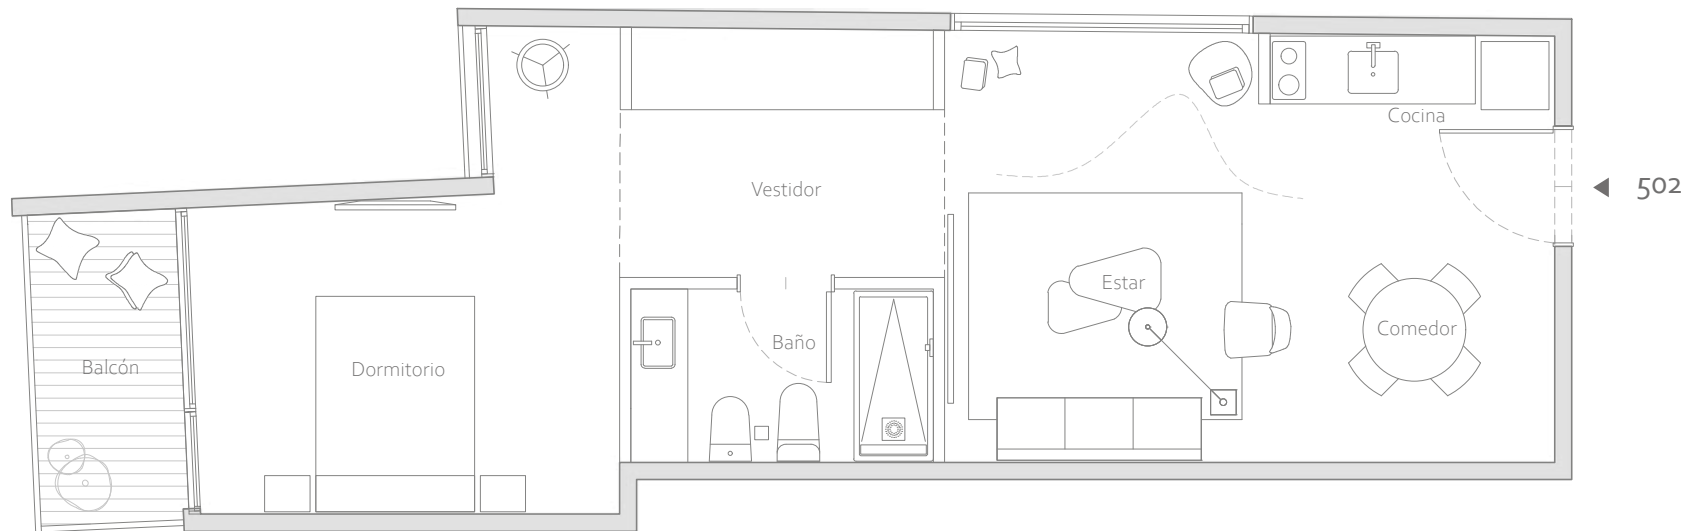 Cocina
Vestidor
502
Estar
Comedor
Baño
Balcón
Dormitorio